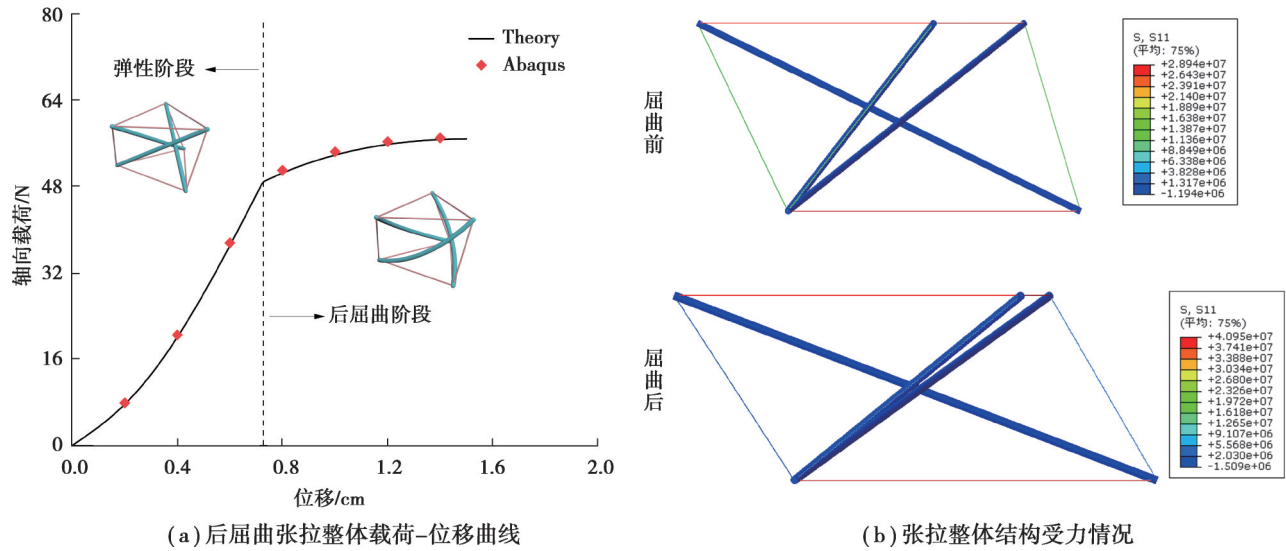 80
64
48
32
16
0
轴向载荷/N
弹性阶段
Theory
Abaqus
后屈曲阶段
0.0 0.4 0.8 1.2 1.6 2.0
位移/cm
(a)后屈曲张拉整体载荷-位移曲线
屈曲前
S, S11
(平均: 75%)
+2.894e+07
+2.643e+07
+2.391e+07
+2.140e+07
+1.889e+07
+1.638e+07
+1.387e+07
+1.136e+07
+8.849e+06
+6.338e+06
+3.828e+06
+1.317e+06
-1.194e+06
屈曲后
S, S11
(平均: 75%)
+4.095e+07
+3.741e+07
+3.388e+07
+3.034e+07
+2.680e+07
+2.326e+07
+1.972e+07
+1.618e+07
+1.265e+07
+9.107e+06
+5.568e+06
+2.030e+06
-1.509e+06
(b)张拉整体结构受力情况